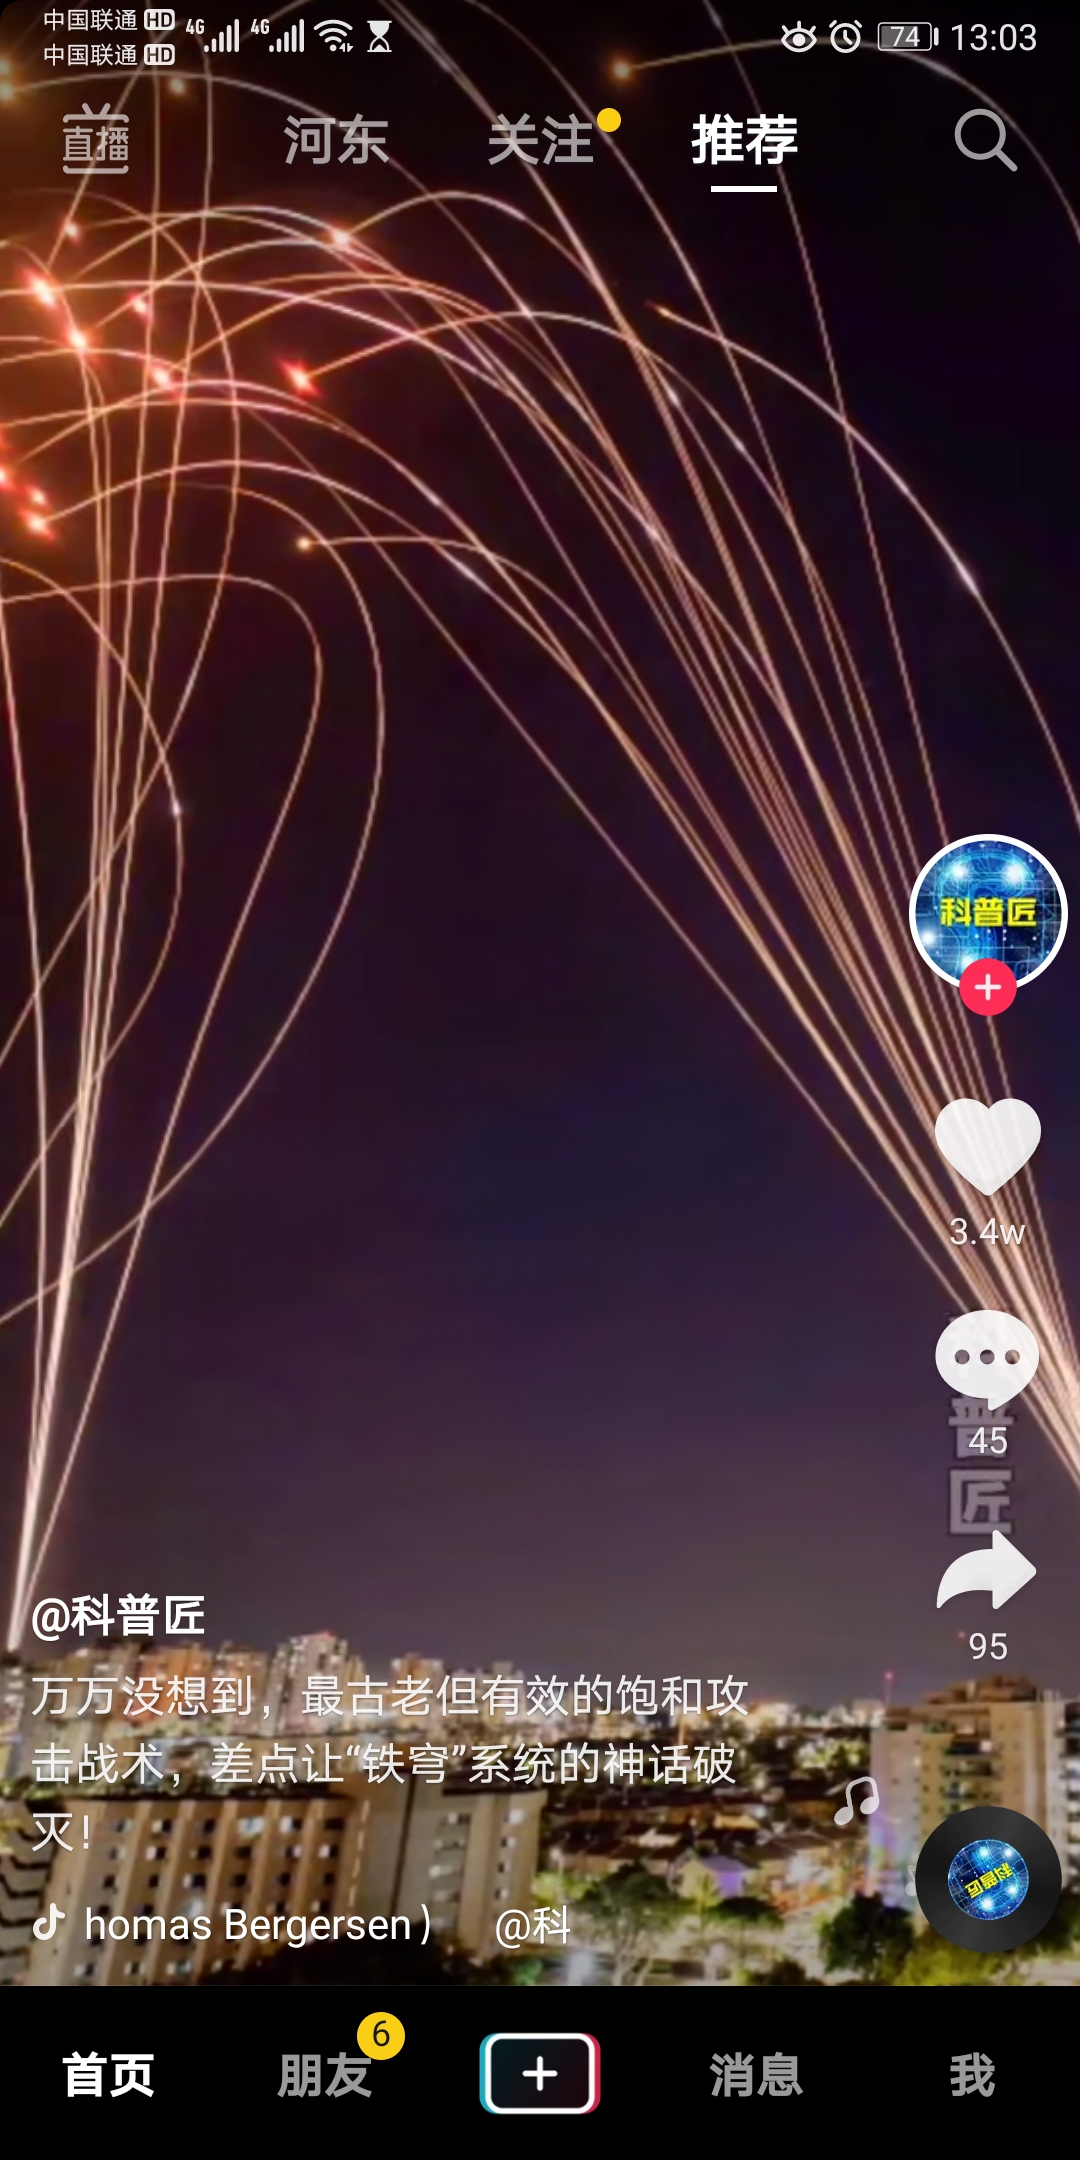 中国联通 HD 4G 4G 74 13:03
中国联通 HD
直播 河东 关注 推荐
科普匠
3.4w
普
45
匠
95
@科普匠
万万没想到，最古老但有效的饱和攻
击战术，差点让“铁穹”系统的神话破
灭！
科普匠
homas Bergersen） @科
首页 朋友 6 消息 我